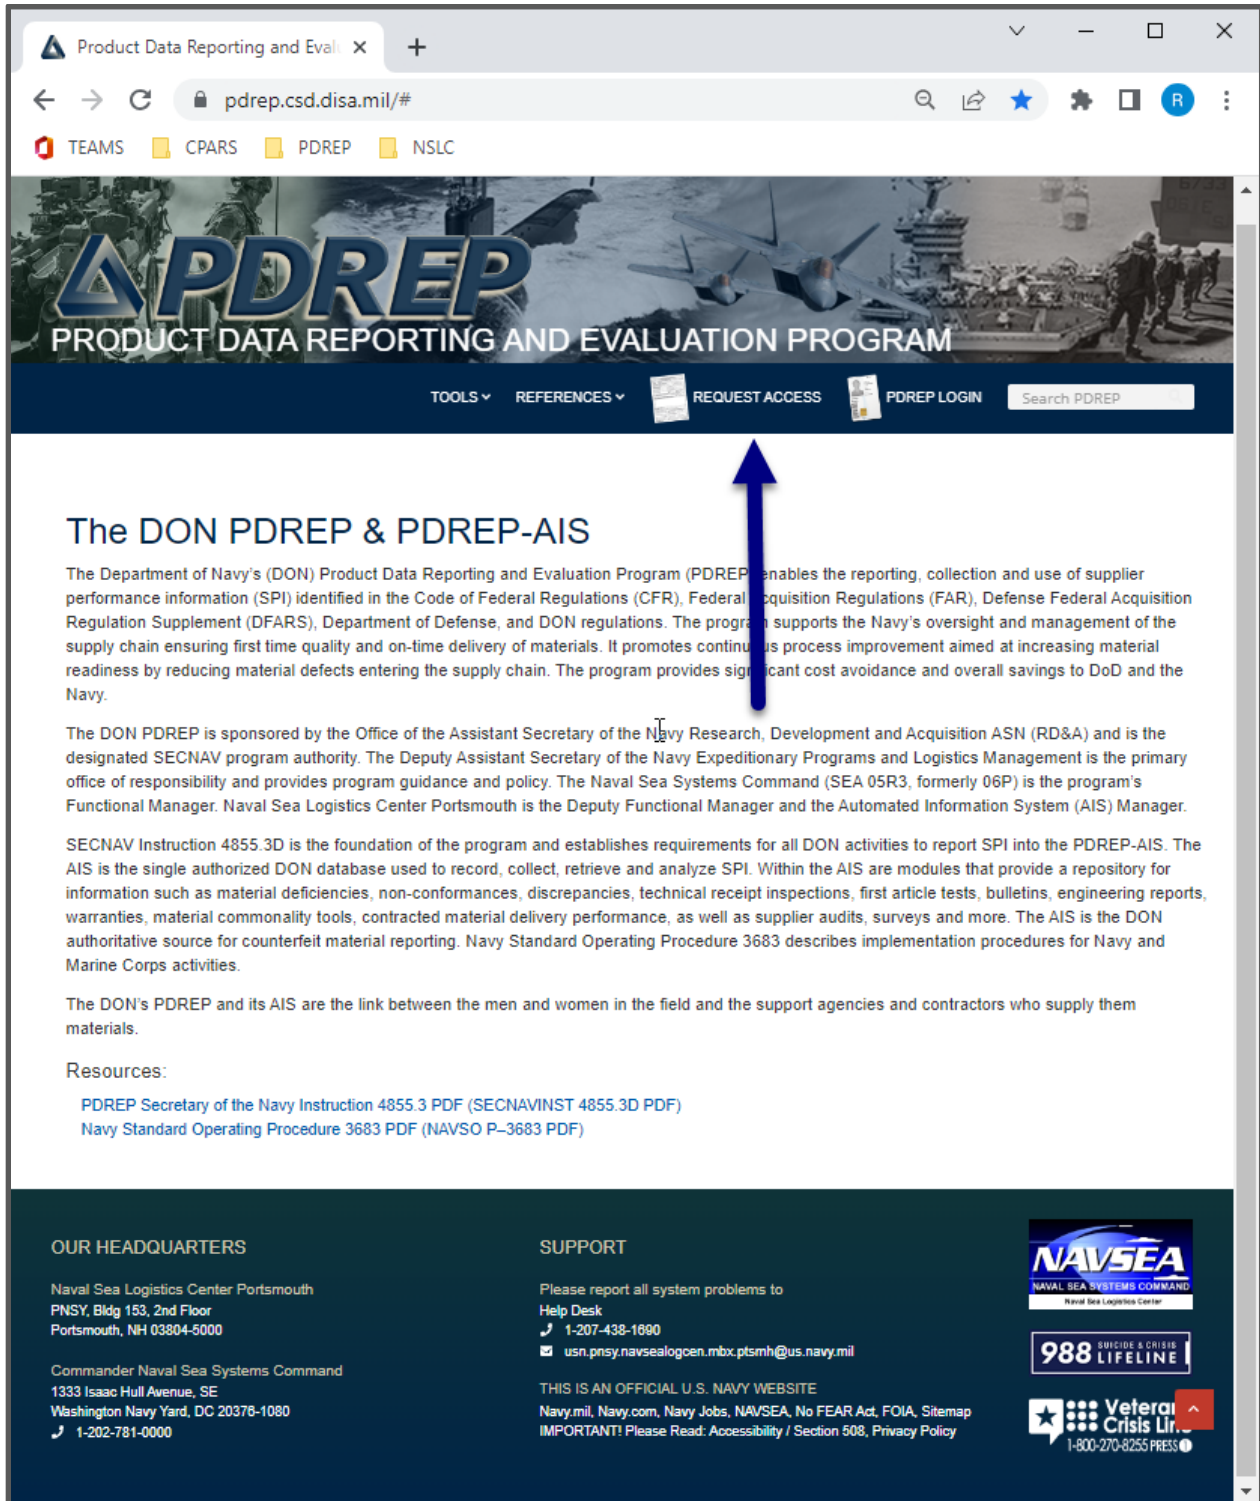 Product Data Reporting and Eval
pdrep.csd.disa.mil/#
R
TEAMS CPARS PDREP NSLC
6733
PDREP
PRODUCT DATA REPORTING AND EVALUATION PROGRAM
TOOLS REFERENCES REQUEST ACCESS PDREP LOGIN Search PDREP
The DON PDREP & PDREP-AIS
The Department of Navy's (DON) Product Data Reporting and Evaluation Program (PDREP) enables the reporting, collection and use of supplier
performance information (SPI) identified in the Code of Federal Regulations (CFR), Federal Acquisition Regulations (FAR), Defense Federal Acquisition
Regulation Supplement (DFARS), Department of Defense, and DON regulations. The program supports the Navy's oversight and management of the
supply chain ensuring first time quality and on-time delivery of materials. It promotes continuous process improvement aimed at increasing material
readiness by reducing material defects entering the supply chain. The program provides significant cost avoidance and overall savings to DoD and the
Navy.
The DON PDREP is sponsored by the Office of the Assistant Secretary of the Navy Research, Development and Acquisition ASN (RD&A) and is the
designated SECNAV program authority. The Deputy Assistant Secretary of the Navy Expeditionary Programs and Logistics Management is the primary
office of responsibility and provides program guidance and policy. The Naval Sea Systems Command (SEA 05R3, formerly 06P) is the program's
Functional Manager. Naval Sea Logistics Center Portsmouth is the Deputy Functional Manager and the Automated Information System (AIS) Manager.
SECNAV Instruction 4855.3D is the foundation of the program and establishes requirements for all DON activities to report SPI into the PDREP-AIS. The
AIS is the single authorized DON database used to record, collect, retrieve and analyze SPI. Within the AIS are modules that provide a repository for
information such as material deficiencies, non-conformances, discrepancies, technical receipt inspections, first article tests, bulletins, engineering reports,
warranties, material commonality tools, contracted material delivery performance, as well as supplier audits, surveys and more. The AIS is the DON
authoritative source for counterfeit material reporting. Navy Standard Operating Procedure 3683 describes implementation procedures for Navy and
Marine Corps activities.
The DON's PDREP and its AIS are the link between the men and women in the field and the support agencies and contractors who supply them
materials.
Resources:
PDREP Secretary of the Navy Instruction 4855.3 PDF (SECNAVINST 4855.3D PDF)
Navy Standard Operating Procedure 3683 PDF (NAVSO P–3683 PDF)
OUR HEADQUARTERS
Naval Sea Logistics Center Portsmouth
PNSY, Bldg 153, 2nd Floor
Portsmouth, NH 03804-5000
Commander Naval Sea Systems Command
1333 Isaac Hull Avenue, SE
Washington Navy Yard, DC 20376-1080
1-202-781-0000
SUPPORT
Please report all system problems to
Help Desk
1-207-438-1690
usn.pnsy.navsealogcen.mbx.ptsmh@us.navy.mil
THIS IS AN OFFICIAL U.S. NAVY WEBSITE
Navy.mil, Navy.com, Navy Jobs, NAVSEA, No FEAR Act, FOIA, Sitemap
IMPORTANT! Please Read: Accessibility / Section 508, Privacy Policy
NAVSEA
NAVAL SEA SYSTEMS COMMAND
Naval Sea Logistics Center
988 SUICIDE & CRISIS
LIFELINE
Veteran
Crisis Line
1-800-270-8255 PRESS 1